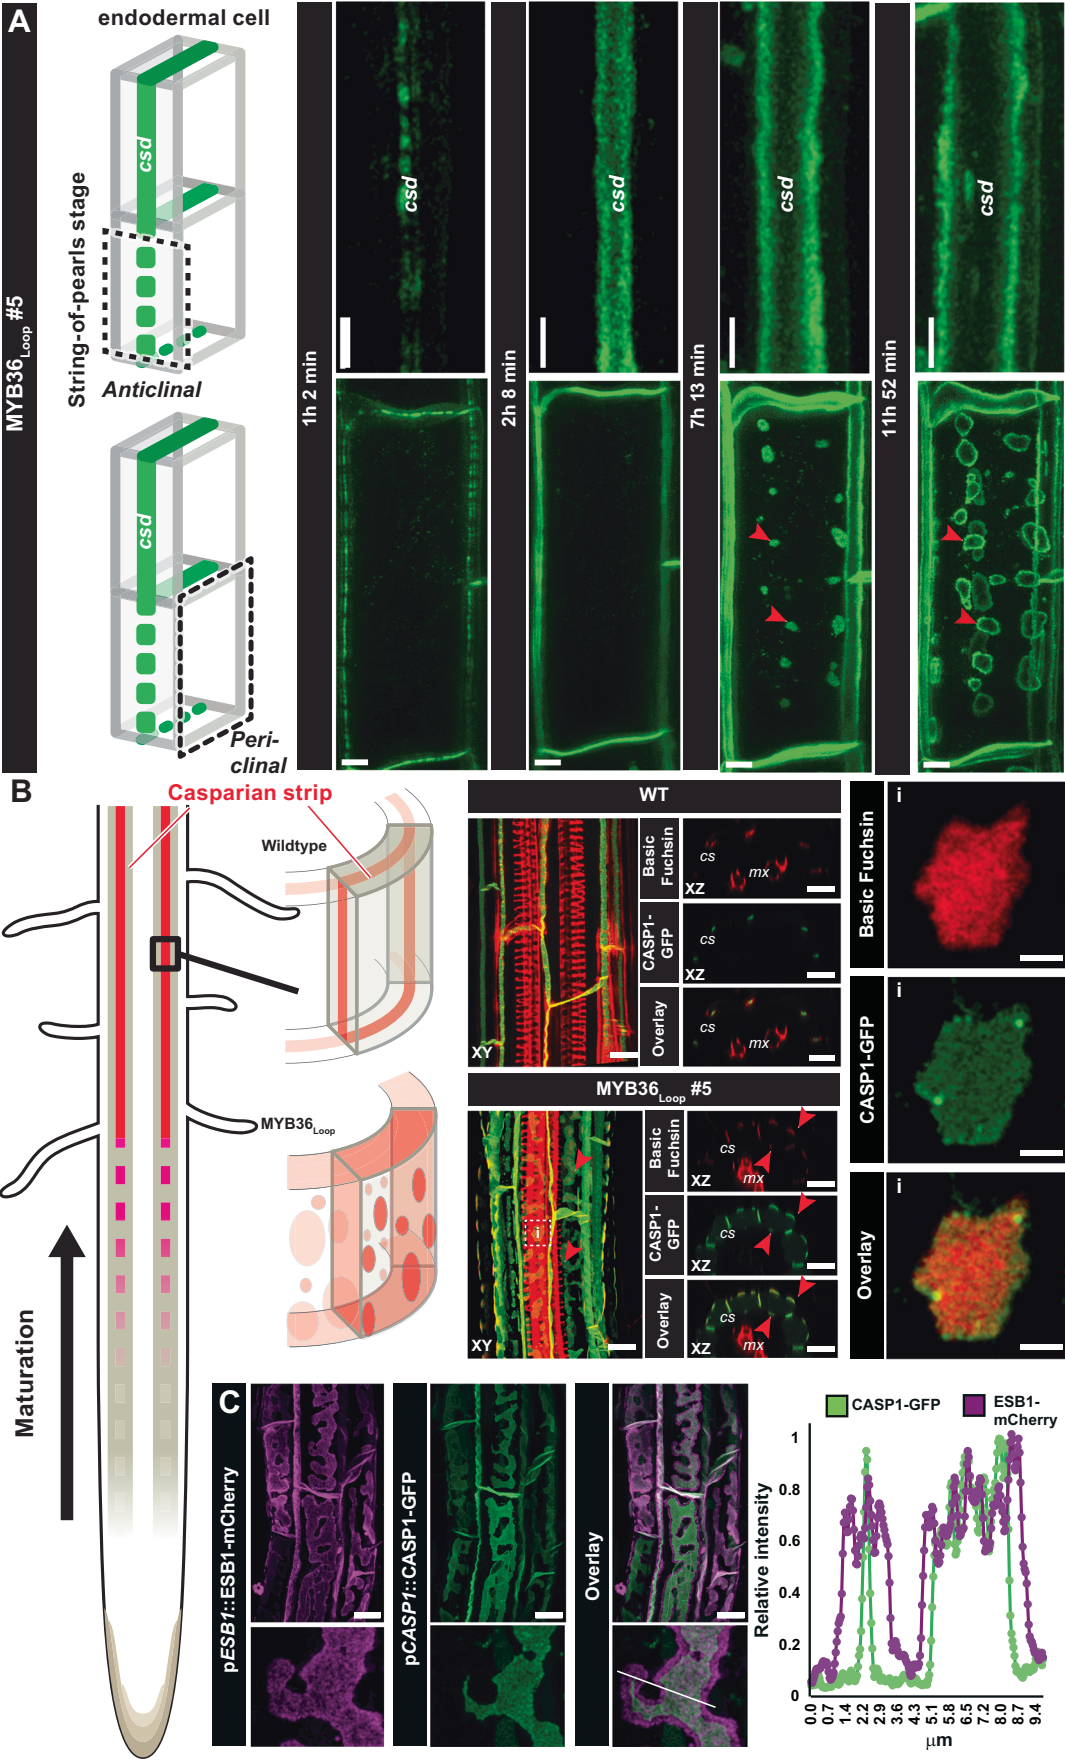 A
endodermal cell
MYB36Loop #5
String-of-pearls stage
csd
Anticlinal
csd
Peri-
clinal
1h 2 min
csd
2h 8 min
csd
7h 13 min
csd
11h 52 min
csd
B
Casparian strip
Wildtype
MYB36Loop
Maturation
WT
XY
Basic
Fuchsin
cs
mx
XZ
CASP1-
GFP
cs
XZ
Overlay
cs
mx
XZ
MYB36Loop #5
i
XY
Basic
Fuchsin
cs
mx
XZ
CASP1-
GFP
cs
XZ
Overlay
cs
mx
XZ
Basic Fuchsin
i
CASP1-GFP
i
Overlay
i
C
pESB1::ESB1-mCherry
pCASP1::CASP1-GFP
Overlay
CASP1-GFP
ESB1-
mCherry
Relative intensity
1
0.8
0.6
0.4
0.2
0
0.0
0.7
1.4
2.2
2.9
3.6
4.3
5.1
5.8
6.5
7.2
8.0
8.7
9.4
μm